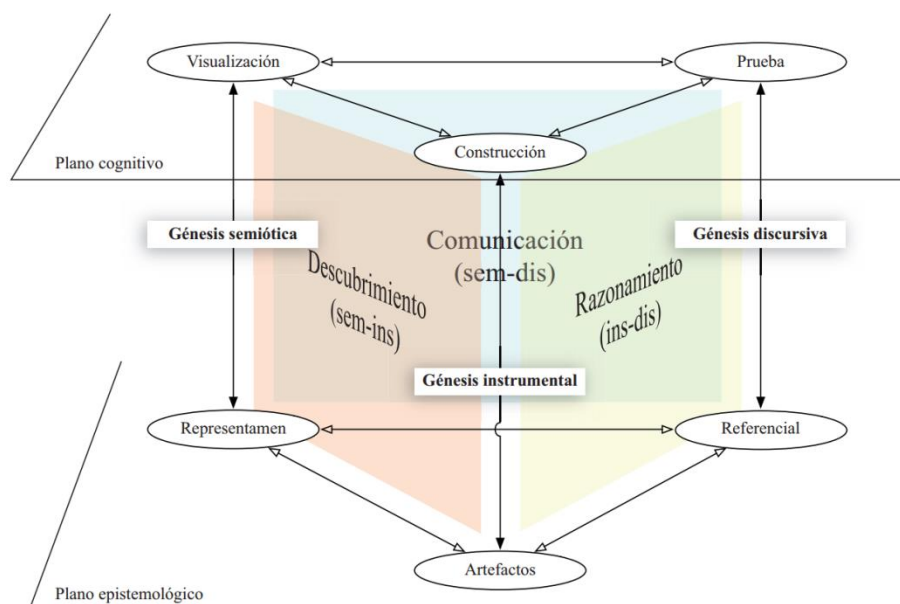 Visualización
Prueba
Construcción
Plano cognitivo
Génesis semiótica
Génesis discursiva
Comunicación
(sem-dis)
Descubrimiento
(sem-ins)
Razonamiento
(ins-dis)
Génesis instrumental
Representamen
Referencial
Artefactos
Plano epistemológico